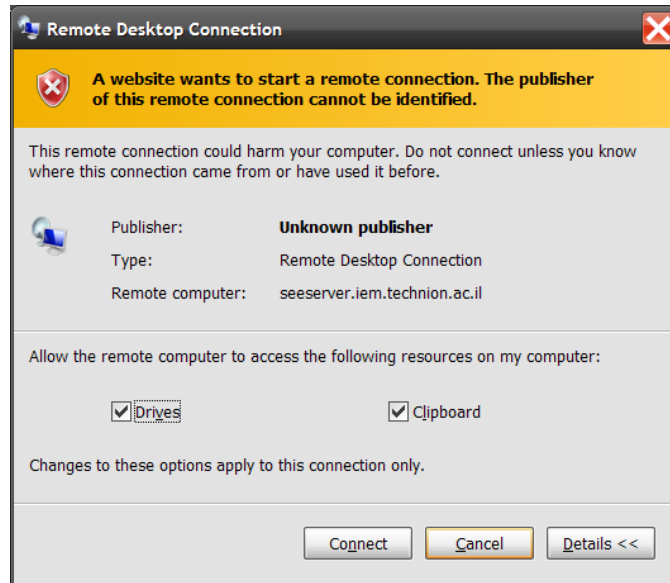 Remote Desktop Connection
A website wants to start a remote connection. The publisher
of this remote connection cannot be identified.
This remote connection could harm your computer. Do not connect unless you know
where this connection came from or have used it before.
Publisher: Unknown publisher
Type: Remote Desktop Connection
Remote computer: seeserver.iem.technion.ac.il
Allow the remote computer to access the following resources on my computer:
Drives Clipboard
Changes to these options apply to this connection only.
Connect Cancel Details <<